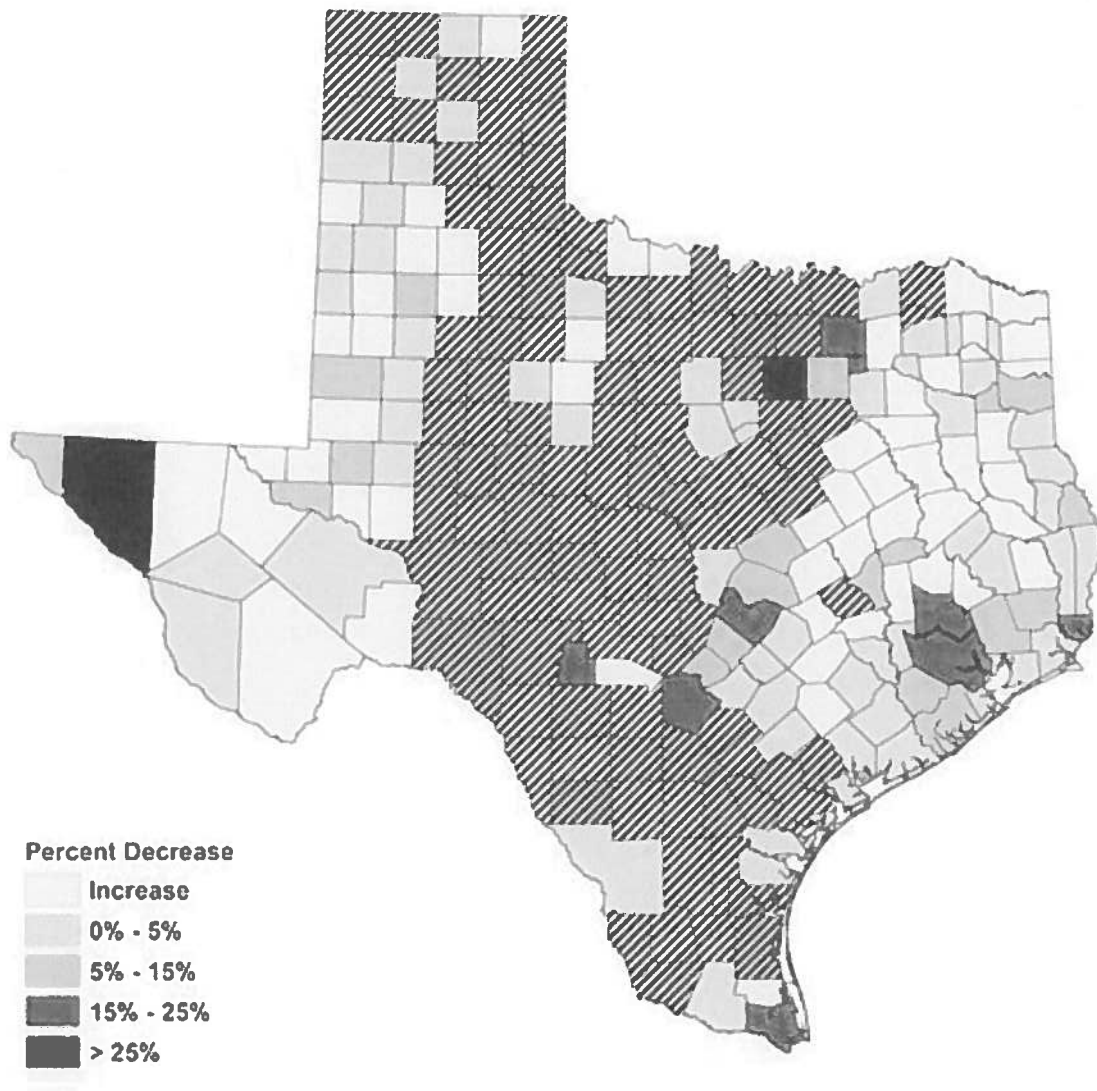 Percent Decrease
Increase
0% - 5%
5% - 15%
15% - 25%
> 25%